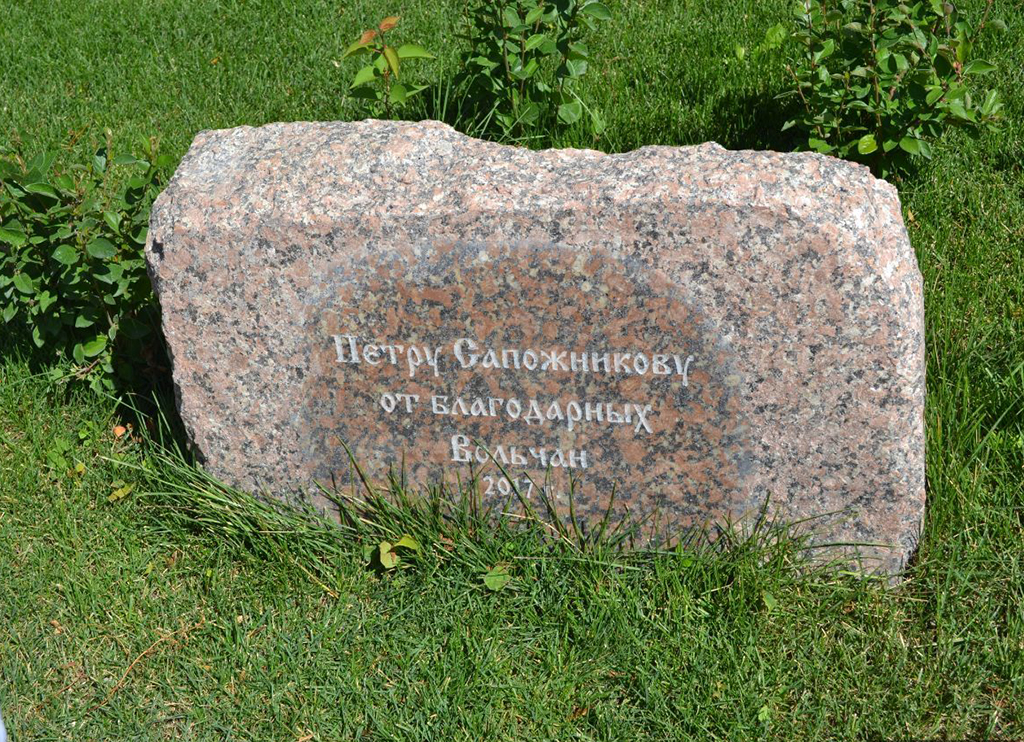 Петру Сапожникову
от благодарных
Вольчан
2017